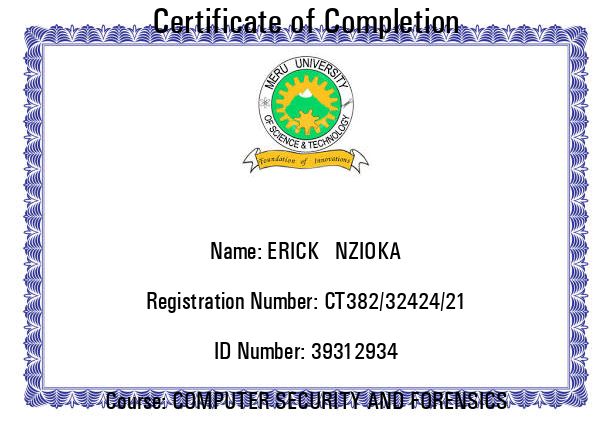 Certificate of Completion
MERU UNIVERSITY
OF SCIENCE & TECHNOLOGY
Foundation of Innovations
Name: ERICK NZIOKA
Registration Number: CT382/32424/21
ID Number: 39312934
Course: COMPUTER SECURITY AND FORENSICS